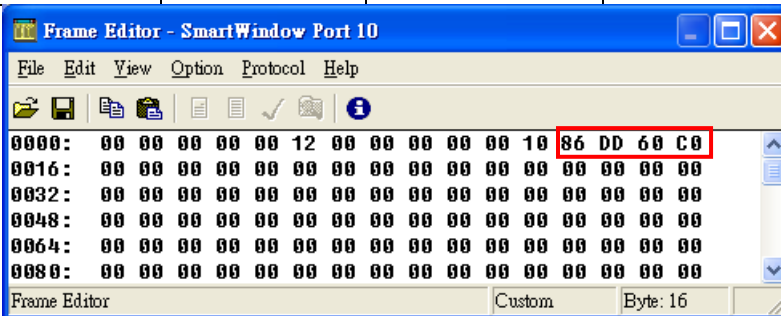 Frame Editor - SmartWindow Port 10
File Edit View Option Protocol Help
0000: 00 00 00 00 00 12 00 00 00 00 00 10 86 DD 60 C0
0016: 00 00 00 00 00 00 00 00 00 00 00 00 00 00 00 00
0032: 00 00 00 00 00 00 00 00 00 00 00 00 00 00 00 00
0048: 00 00 00 00 00 00 00 00 00 00 00 00 00 00 00 00
0064: 00 00 00 00 00 00 00 00 00 00 00 00 00 00 00 00
0080: 00 00 00 00 00 00 00 00 00 00 00 00 00 00 00 00
Frame Editor Custom Byte: 16